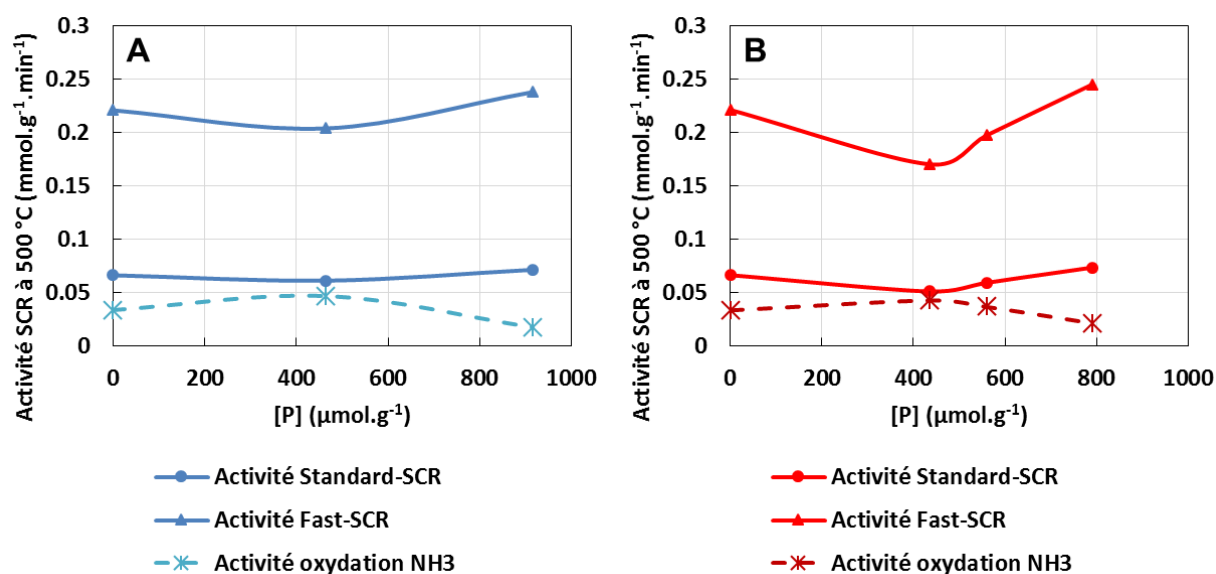 A
Activité SCR à 500 °C (mmol.g-1.min-1)
0.3
0.25
0.2
0.15
0.1
0.05
0
0 200 400 600 800 1000
[P] (µmol.g-1)
Activité Standard-SCR
Activité Fast-SCR
Activité oxydation NH3
B
Activité SCR à 500 °C (mmol.g-1.min-1)
0.3
0.25
0.2
0.15
0.1
0.05
0
0 200 400 600 800 1000
[P] (µmol.g-1)
Activité Standard-SCR
Activité Fast-SCR
Activité oxydation NH3